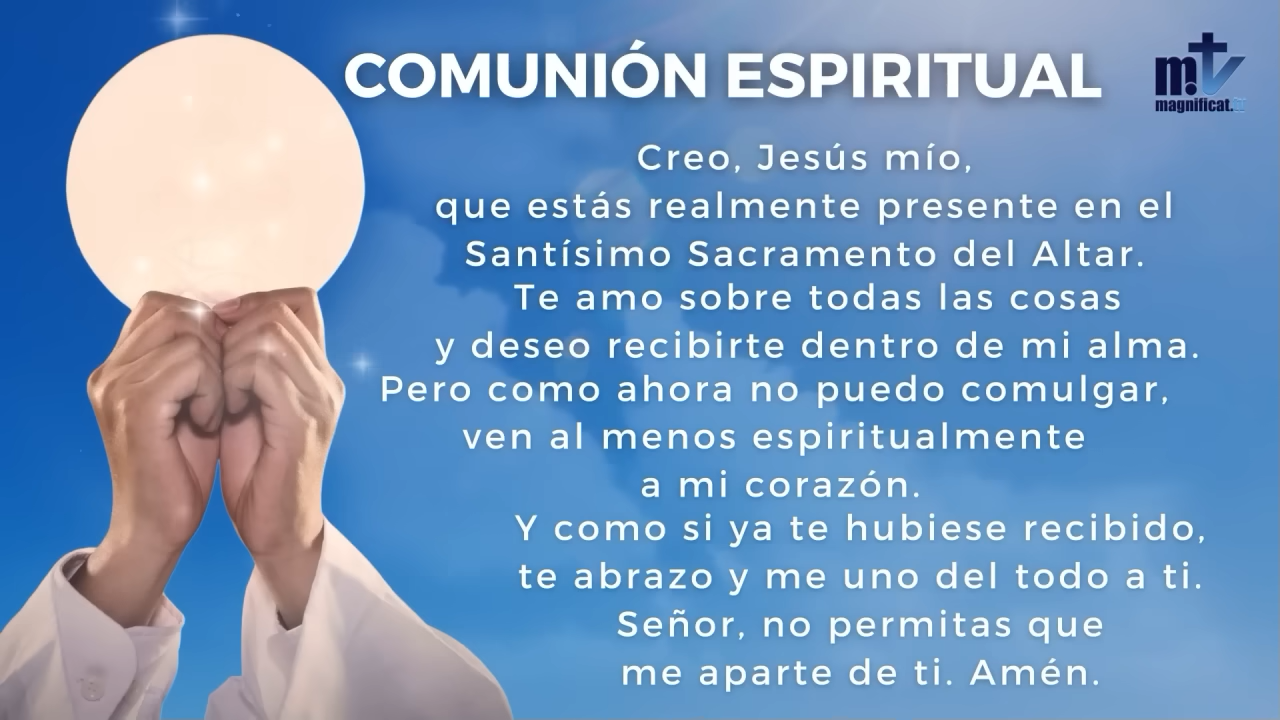 COMUNIÓN ESPIRITUAL
magnificat.tv
Creo, Jesús mío,
que estás realmente presente en el
Santísimo Sacramento del Altar.
Te amo sobre todas las cosas
y deseo recibirte dentro de mi alma.
Pero como ahora no puedo comulgar,
ven al menos espiritualmente
a mi corazón.
Y como si ya te hubiese recibido,
te abrazo y me uno del todo a ti.
Señor, no permitas que
me aparte de ti. Amén.